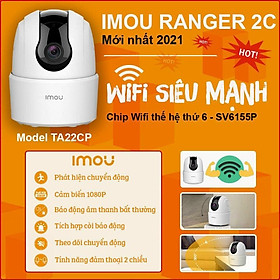 IMOU RANGER 2C
Mới nhất 2021
HOT!
imou
HOT!
WiFi SIÊU MẠNH
Chip Wifi thế hệ thứ 6 - SV6155P
Model TA22CP
imou
Phát hiện chuyển động
Cảm biến 1080P
Báo động âm thanh bất thường
Tích hợp còi báo động
Theo dõi chuyển động
Tính năng đàm thoại 2 chiều